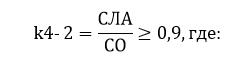 k4- 2 = СЛА/СО ≥ 0,9, где: